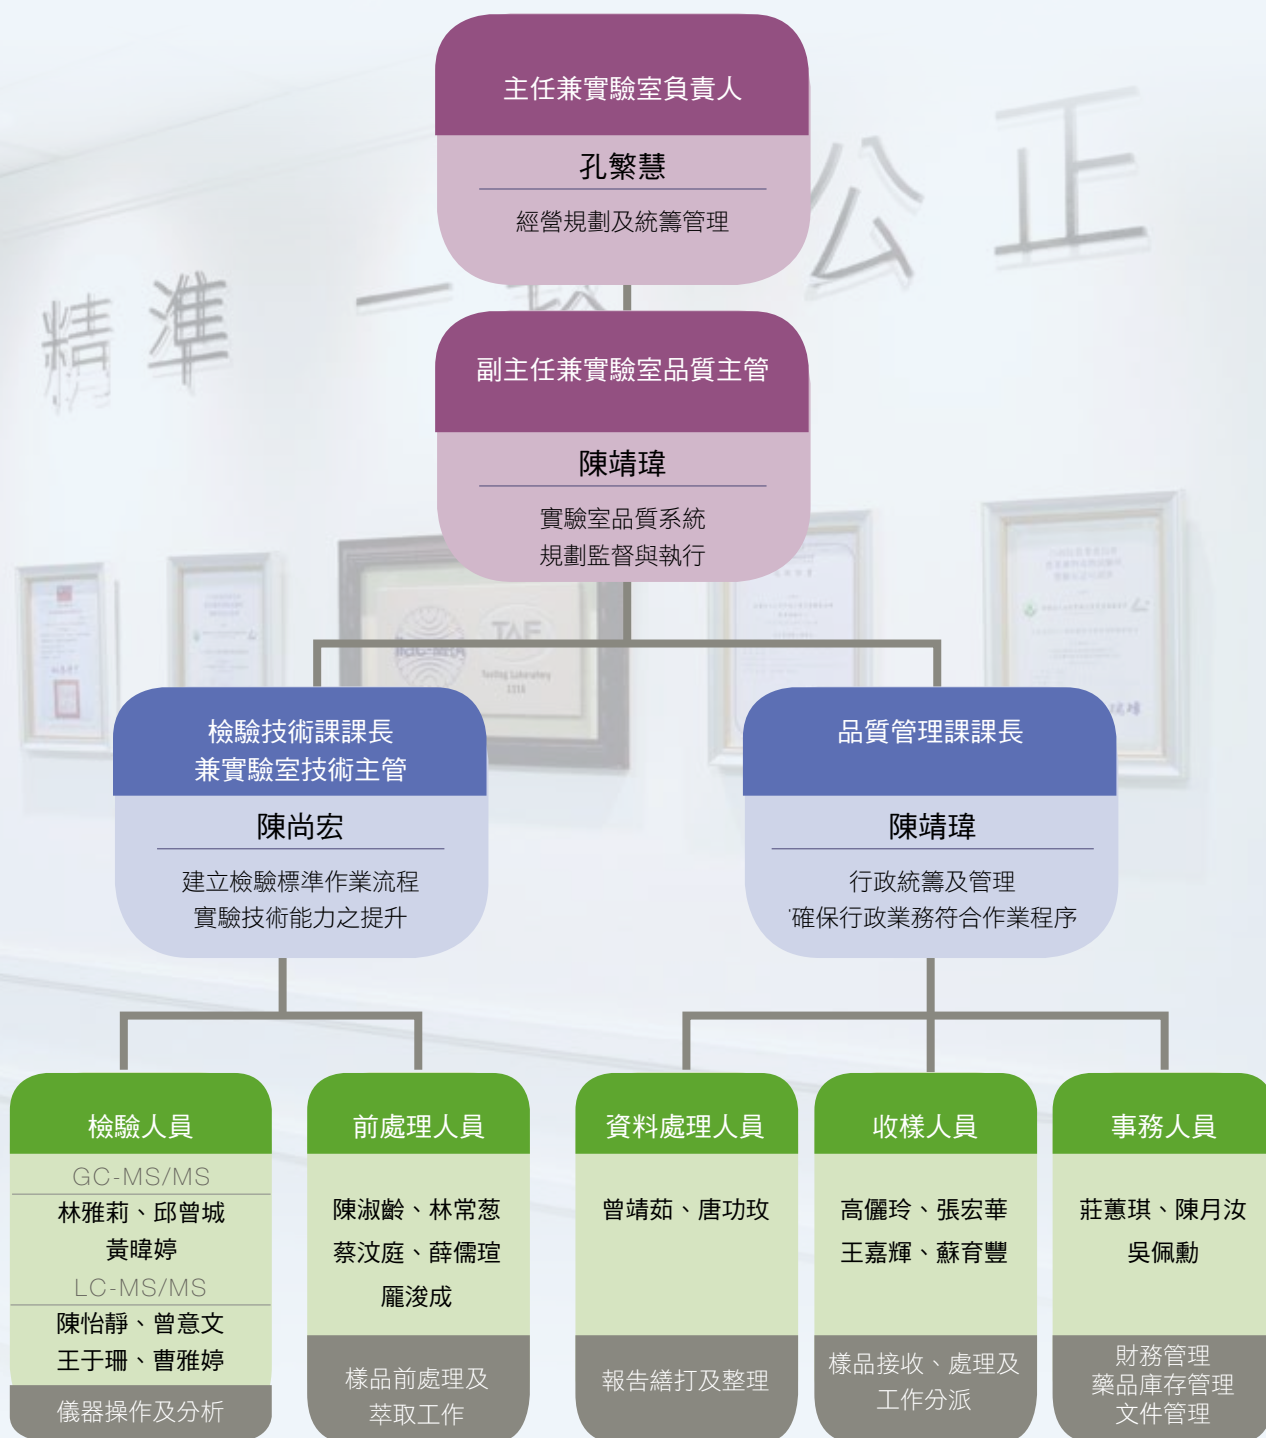 主任兼實驗室負責人
孔繁慧
經營規劃及統籌管理
精準 一 公正
副主任兼實驗室品質主管
陳靖瑋
實驗室品質系統
規劃監督與執行
TAF
Testing Laboratory
檢驗技術課課長
兼實驗室技術主管
陳尚宏
建立檢驗標準作業流程
實驗技術能力之提升
品質管理課課長
陳靖瑋
行政統籌及管理
確保行政業務符合作業程序
檢驗人員
GC-MS/MS
林雅莉、邱曾城
黃暐婷
LC-MS/MS
陳怡靜、曾意文
王于珊、曹雅婷
儀器操作及分析
前處理人員
陳淑齡、林常葱
蔡汶庭、薛儒瑄
龎浚成
樣品前處理及
萃取工作
資料處理人員
曾靖茹、唐功玫
報告繕打及整理
收樣人員
高儷玲、張宏華
王嘉輝、蘇育豐
樣品接收、處理及
工作分派
事務人員
莊蕙琪、陳月汝
吳佩勳
財務管理
藥品庫存管理
文件管理